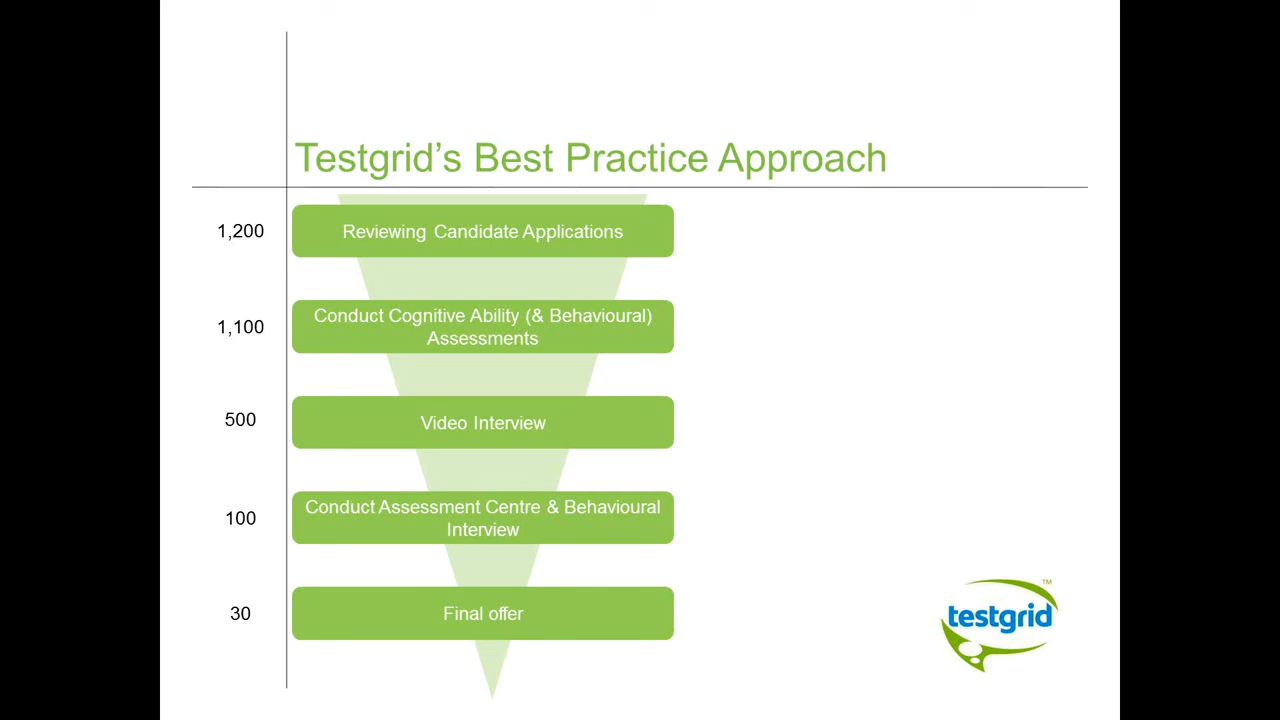 Testgrid's Best Practice Approach
1,200
Reviewing Candidate Applications
1,100
Conduct Cognitive Ability (& Behavioural)
Assessments
500
Video Interview
100
Conduct Assessment Centre & Behavioural
Interview
30
Final offer
testgrid™